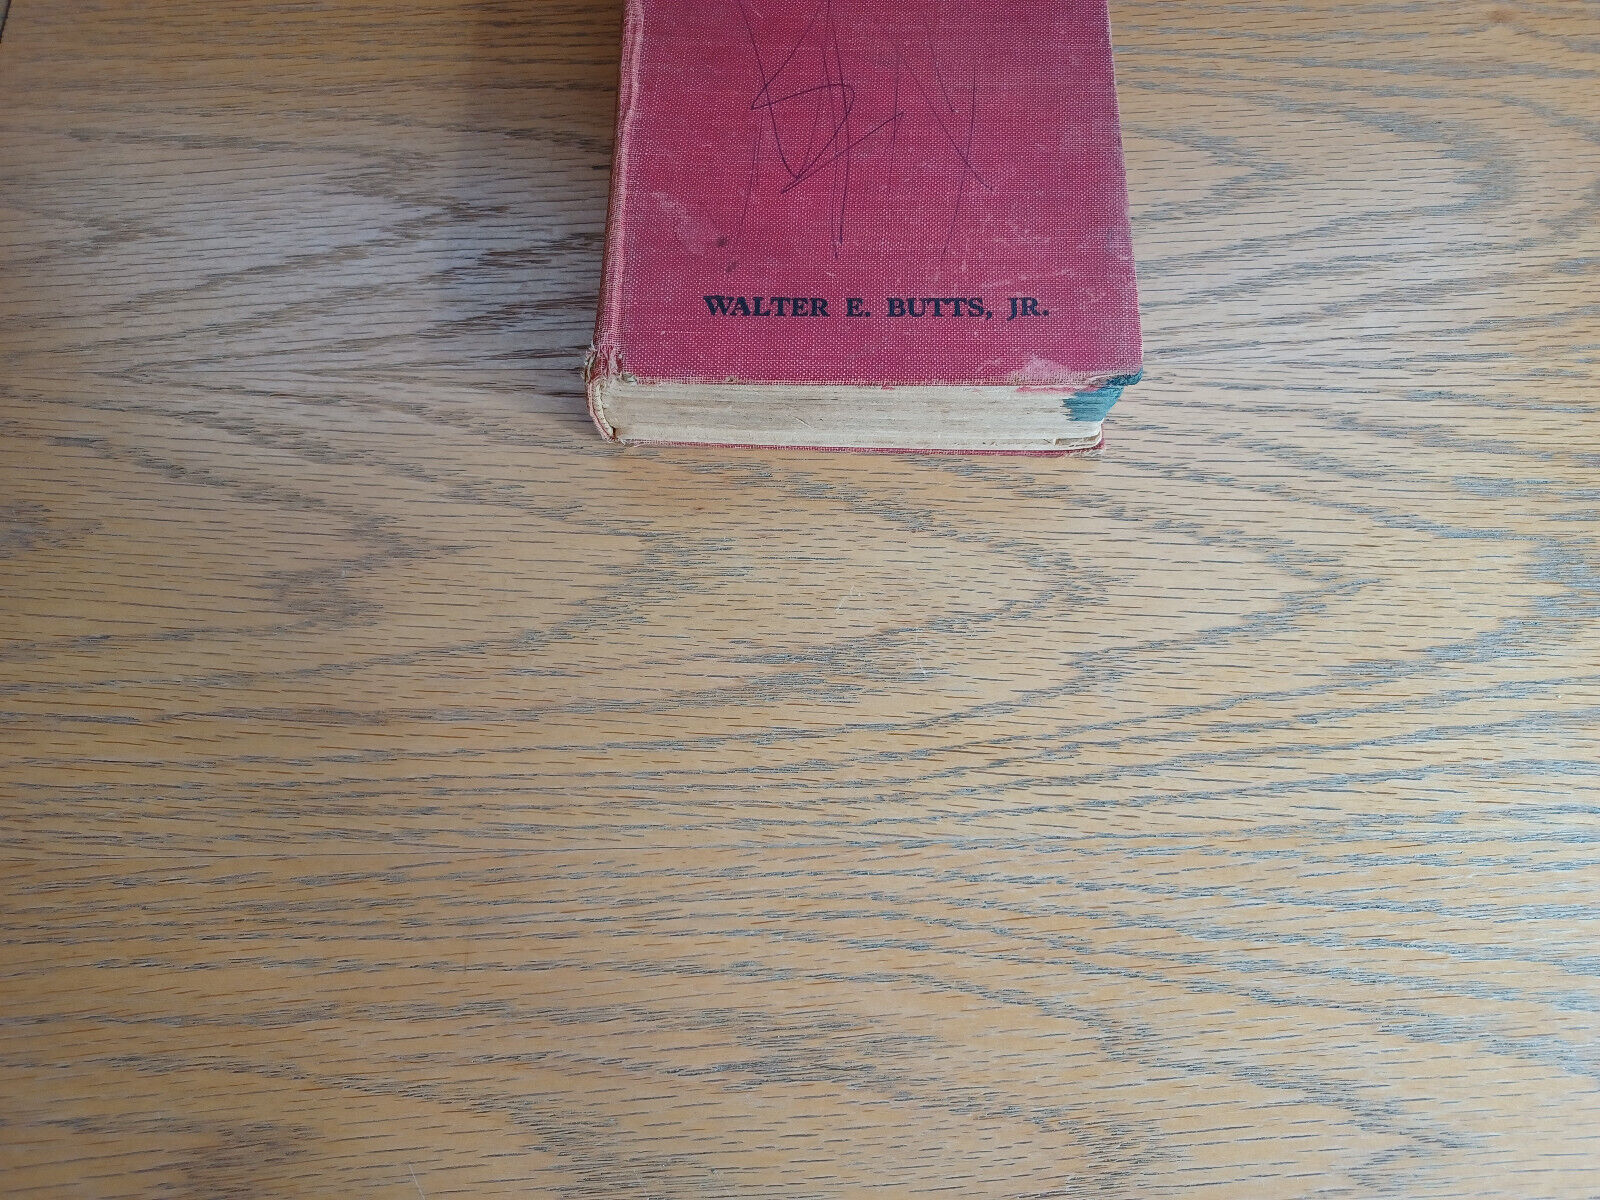 WALTER E. BUTTS, JR.